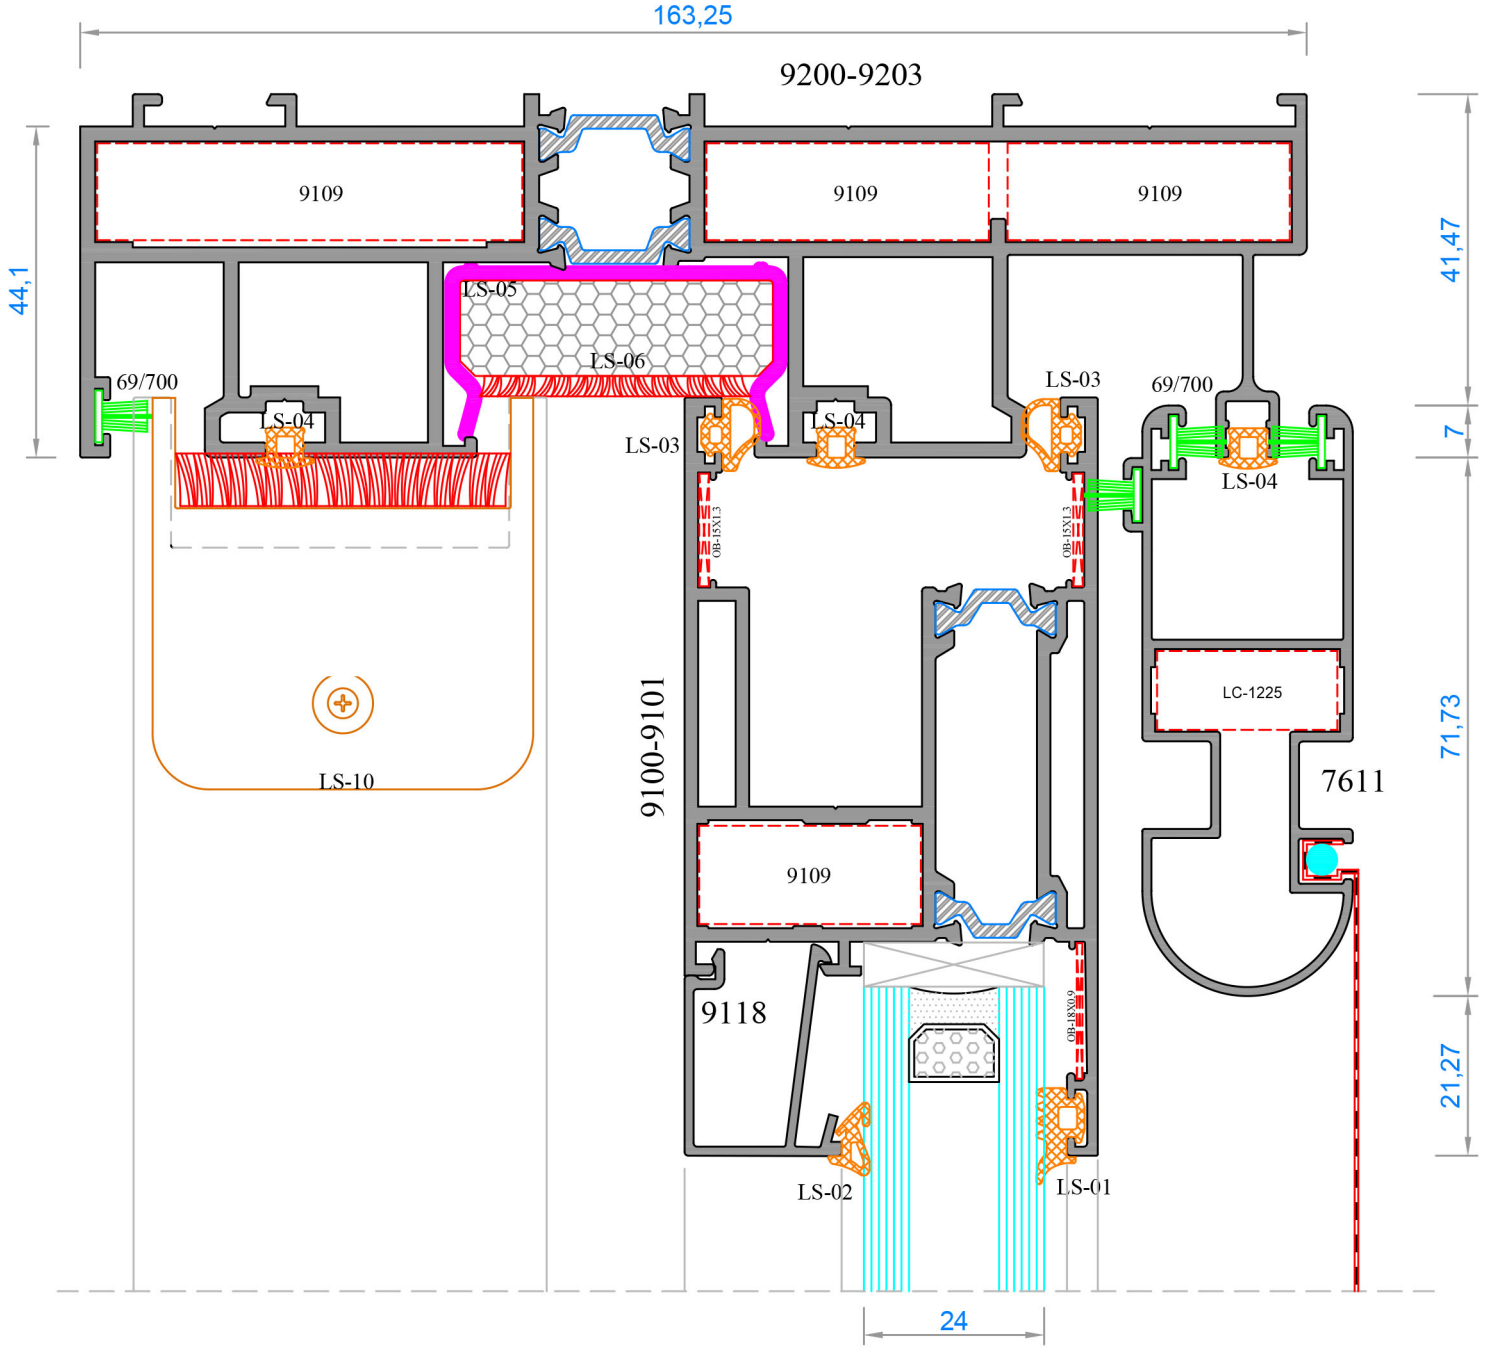 163,25
9200-9203
9109
9109
9109
44,1
41,47
LS-05
LS-06
69/700
LS-04
LS-03
LS-04
LS-03
69/700
7
LS-04
OB-15X1.3
OB-15X1.3
LS-10
9100-9101
LC-1225
71,73
7611
9109
9118
OB-18X0.9
21,27
LS-02
LS-01
24